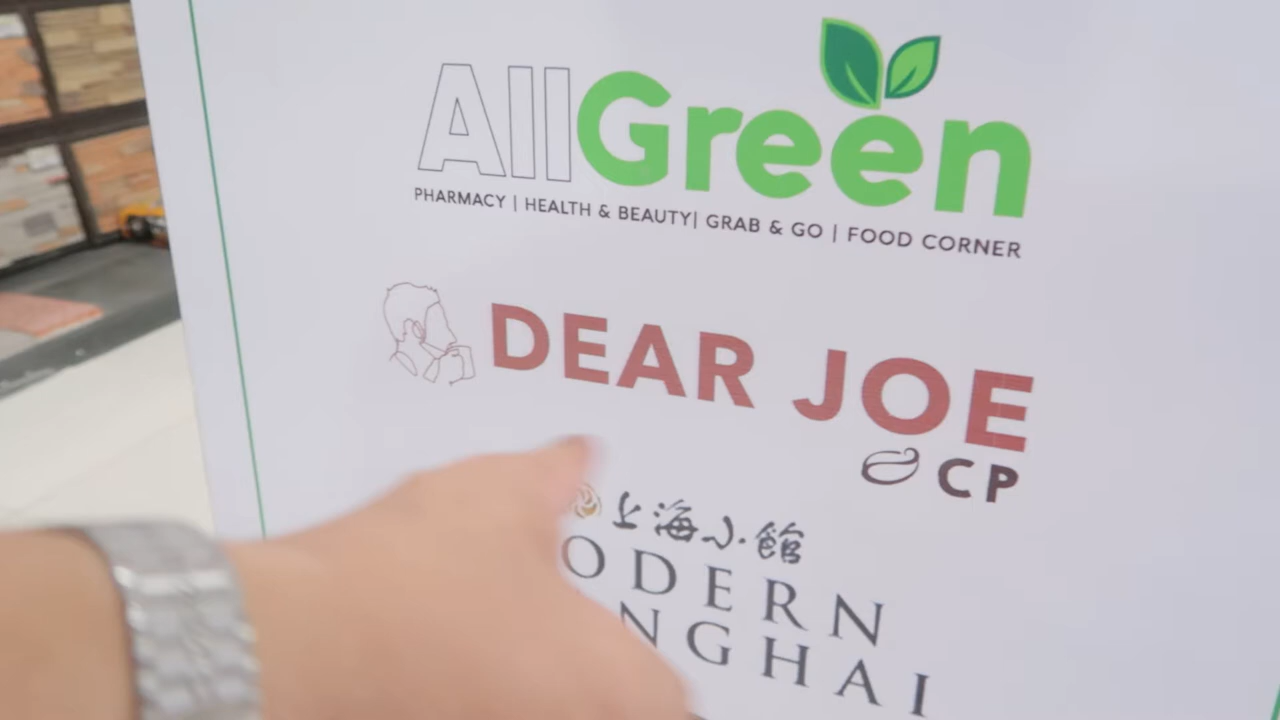 AllGreen
PHARMACY | HEALTH & BEAUTY| GRAB & GO | FOOD CORNER
DEAR JOE
& CP
上海小館
ODERN
NGHAI